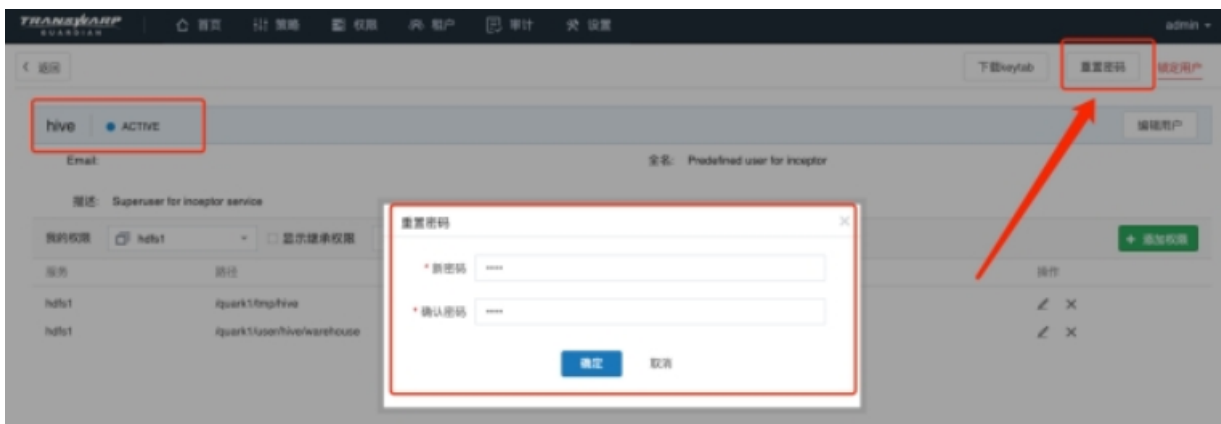 TRANSWARP GUARDIAN 首页 策略 权限 租户 审计 设置 admin
返回 下载keytab 重置密码 锁定用户
hive ACTIVE 编辑用户
Email: 全名: Predefined user for inceptor
描述: Superuser for inceptor service
重置密码
我的权限 hdfs1 显示继承权限 添加权限
* 新密码
服务 路径 操作
hdfs1 /quark1/tmp/hive
* 确认密码
hdfs1 /quark1/user/hive/warehouse
确定 取消